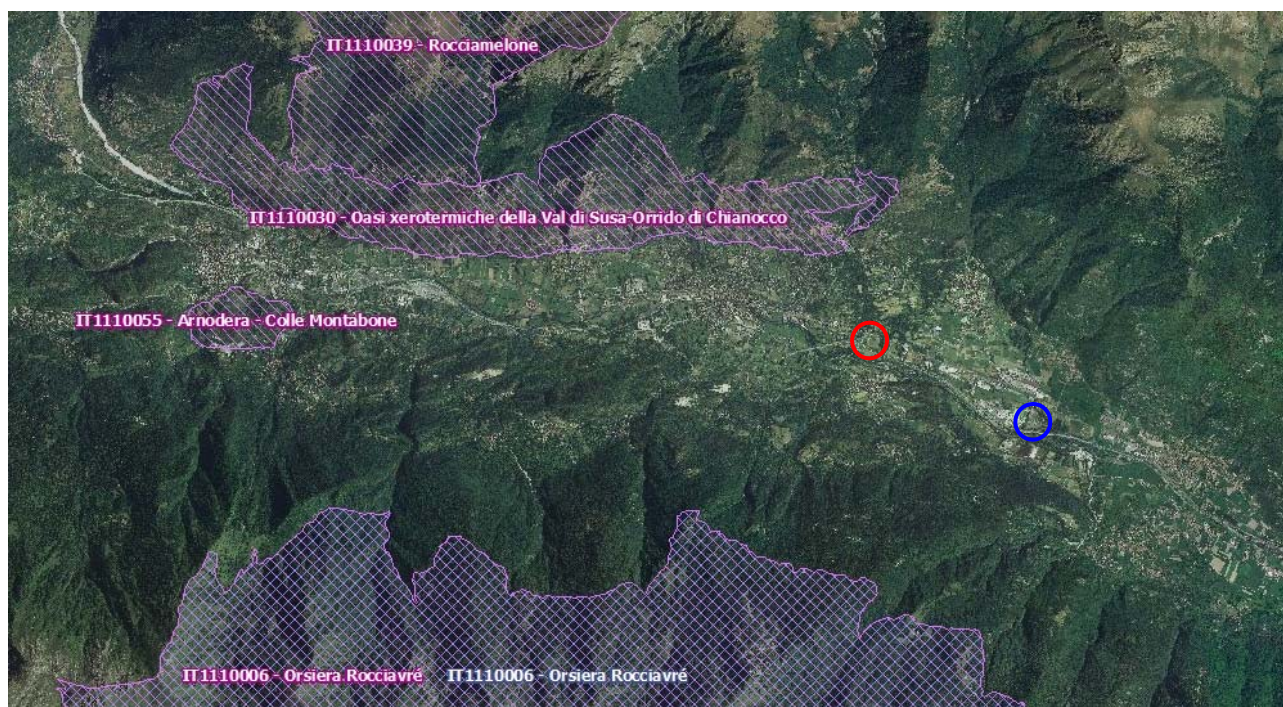 IT1110039 - Rocciamelone
IT1110030 - Oasi xerotermiche della Val di Susa-Orrido di Chianocco
IT1110055 - Arnodera - Colle Montabone
IT1110006 - Orsiera Rocciavré
IT1110006 - Orsiera Rocciavré